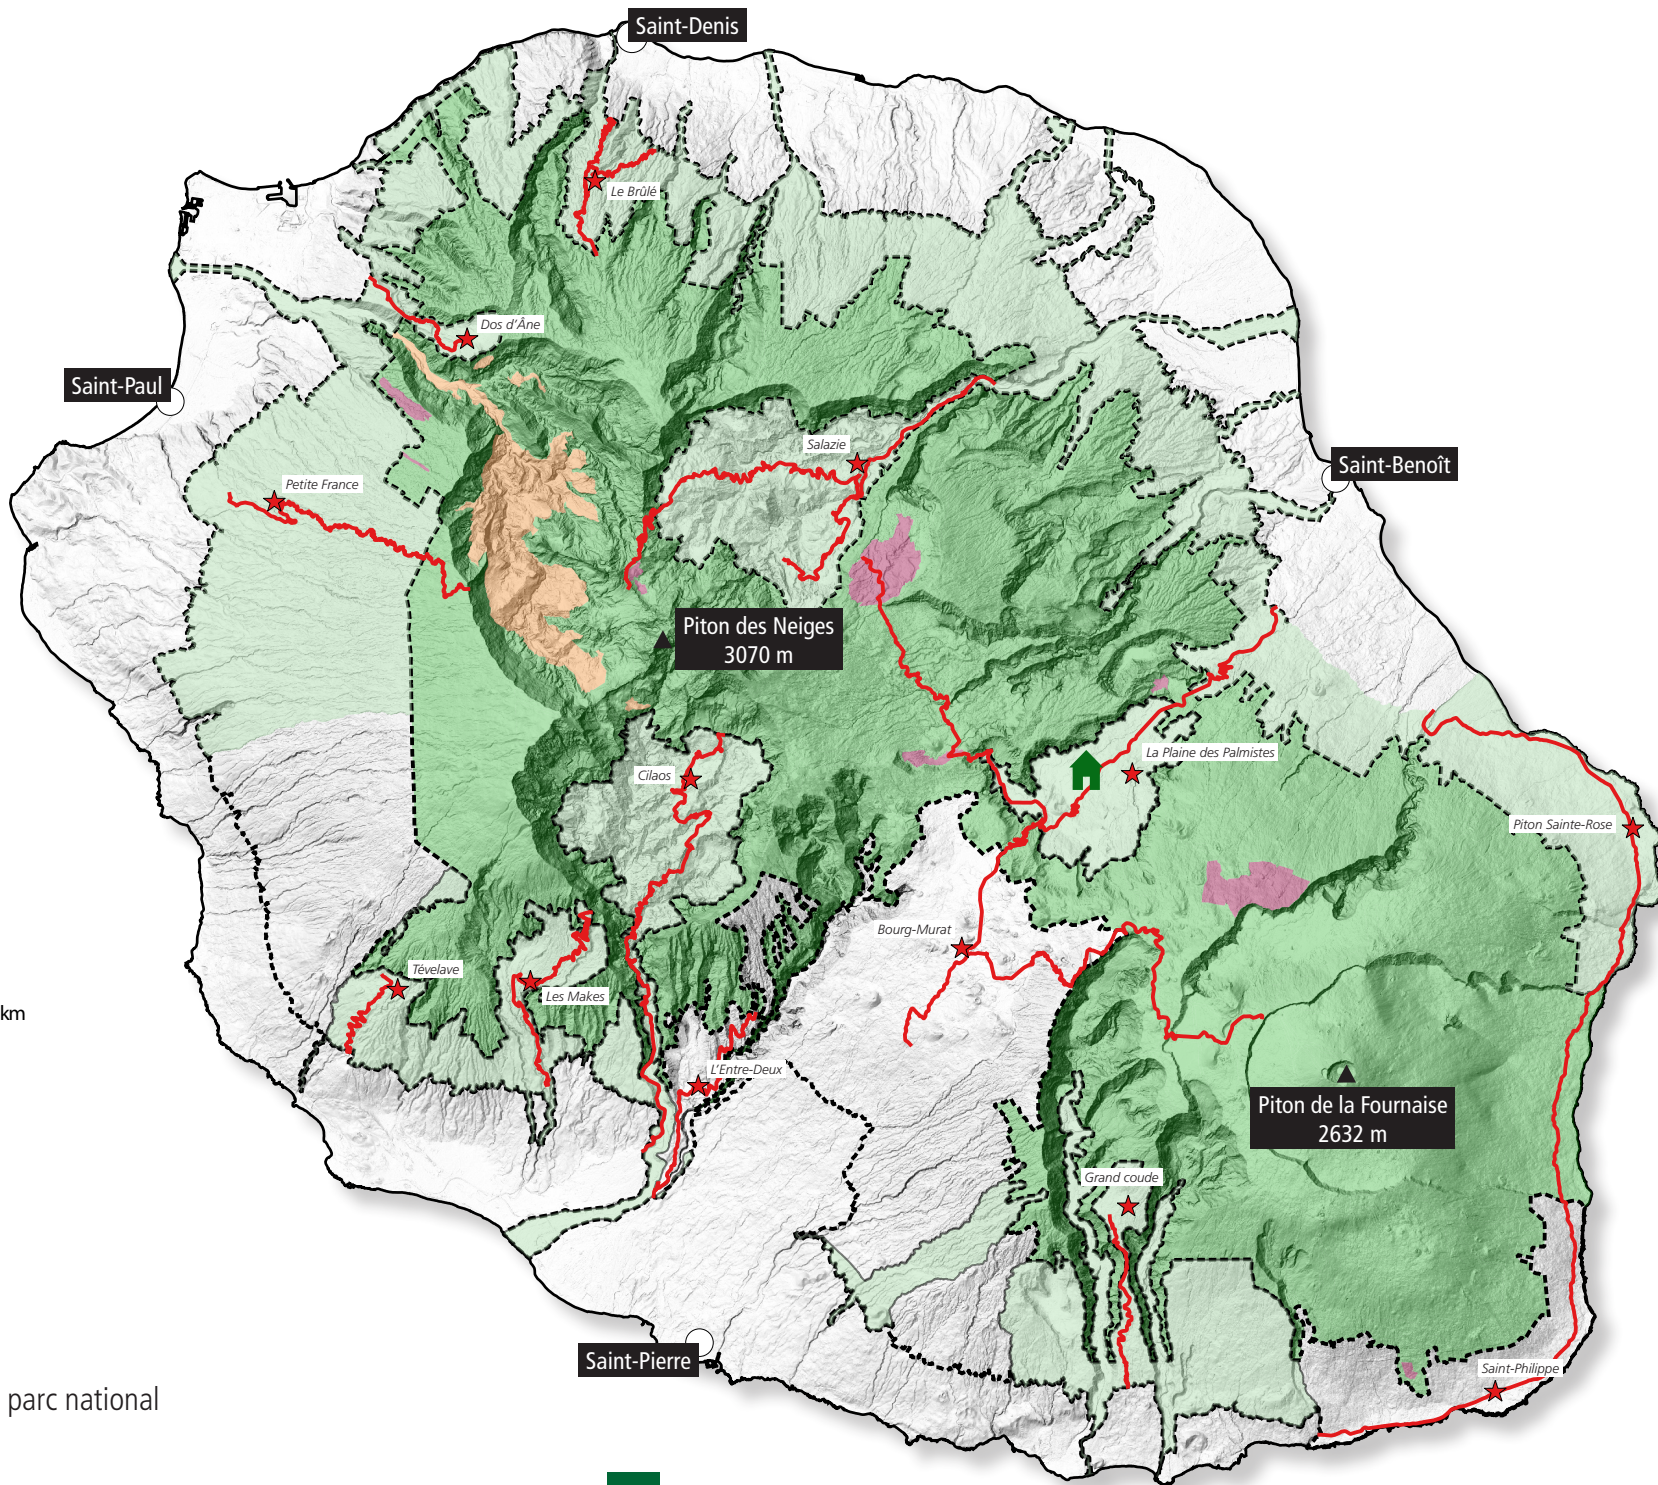 Saint-Denis
Le Brûlé
Dos d'Âne
Saint-Paul
Salazie
Saint-Benoît
Petite France
Piton des Neiges
3070 m
La Plaine des Palmistes
Cilaos
Piton Sainte-Rose
Bourg-Murat
Tévelave
Les Makes
km
L'Entre-Deux
Piton de la Fournaise
2632 m
Grand coude
Saint-Pierre
Saint-Philippe
parc national